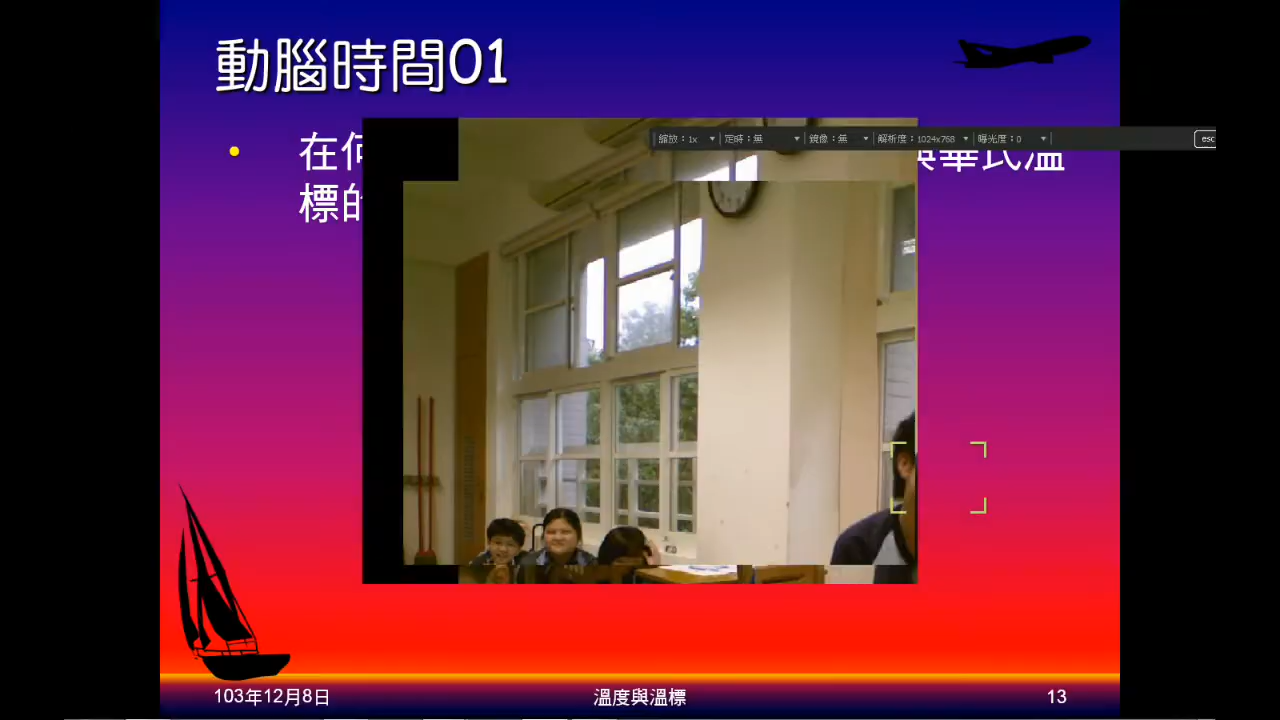 動腦時間01
縮放：1x 定時：無 鏡像：無 解析度：1024x768 曝光度：0 esc
在何 與華氏溫
標的
103年12月8日 溫度與溫標 13